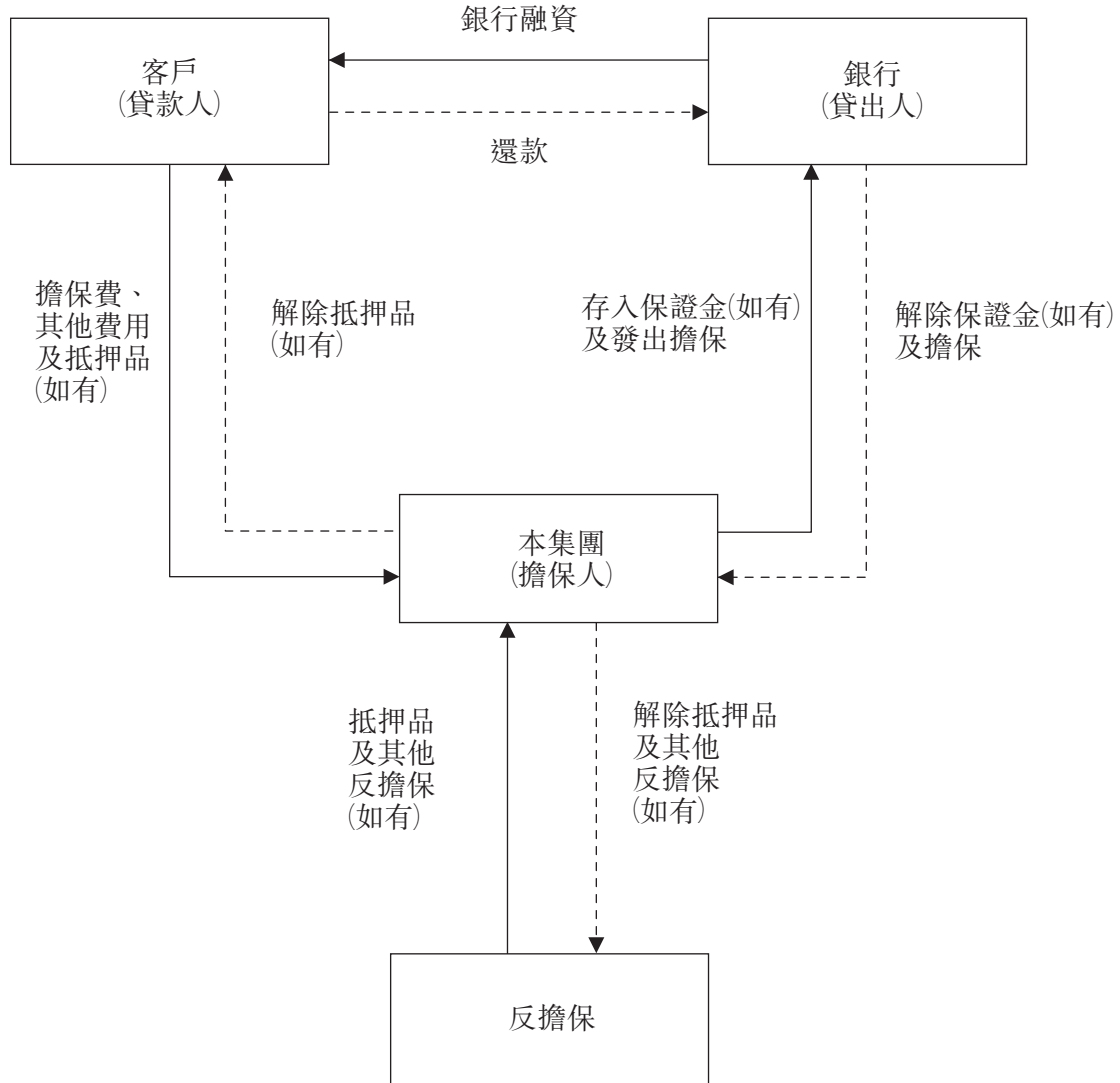 銀行融資
客戶
(貸款人)
銀行
(貸出人)
還款
擔保費、
其他費用
及抵押品
(如有)
解除抵押品
(如有)
存入保證金(如有)
及發出擔保
解除保證金(如有)
及擔保
本集團
(擔保人)
抵押品
及其他
反擔保
(如有)
解除抵押品
及其他
反擔保
(如有)
反擔保